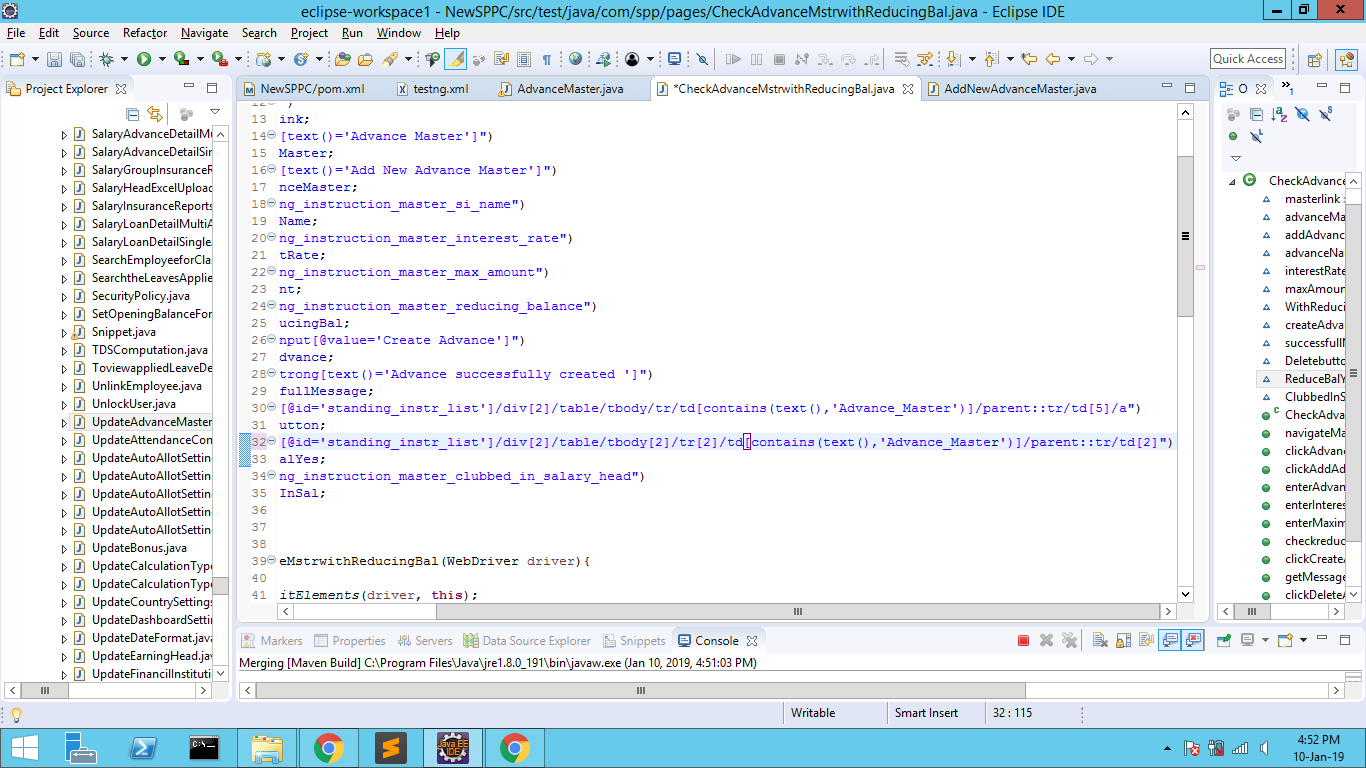 eclipse-workspace1 - NewSPPC/src/test/java/com/spp/pages/CheckAdvanceMstrwithReducingBal.java - Eclipse IDE
File Edit Source Refactor Navigate Search Project Run Window Help
Quick Access
Project Explorer
NewSPPC/pom.xml testng.xml AdvanceMaster.java *CheckAdvanceMstrwithReducingBal.java AddNewAdvanceMaster.java
SalaryAdvanceDetailMu
SalaryAdvanceDetailSin
SalaryGroupInsuranceR
SalaryHeadExcelUpload
SalaryInsuranceReports
SalaryLoanDetailMultiA
SalaryLoanDetailSingle
SearchEmployeeforCla
SearchtheLeavesApplie
SecurityPolicy.java
SetOpeningBalanceFor
Snippet.java
TDSComputation.java
ToviewappliedLeaveDe
UnlinkEmployee.java
UnlockUser.java
UpdateAdvanceMaster
UpdateAttendanceCon
UpdateAutoAllotSettin
UpdateAutoAllotSettin
UpdateAutoAllotSettin
UpdateAutoAllotSettin
UpdateAutoAllotSettin
UpdateBonus.java
UpdateCalculationType
UpdateCalculationType
UpdateCountrySettings
UpdateDashboardSettin
UpdateDateFormat.java
UpdateEarningHead.jav
UpdateFinancilInstituti
12 )
13 ink;
14 [text()='Advance Master']")
15 Master;
16 [text()='Add New Advance Master']")
17 nceMaster;
18 ng_instruction_master_si_name")
19 Name;
20 ng_instruction_master_interest_rate")
21 tRate;
22 ng_instruction_master_max_amount")
23 nt;
24 ng_instruction_master_reducing_balance")
25 ucingBal;
26 nput[@value='Create Advance']")
27 dvance;
28 trong[text()='Advance successfully created ']")
29 fullMessage;
30 [@id='standing_instr_list']/div[2]/table/tbody/tr/td[contains(text(),'Advance_Master')]/parent::tr/td[5]/a")
31 utton;
32 [@id='standing_instr_list']/div[2]/table/tbody[2]/tr[2]/td[contains(text(),'Advance_Master')]/parent::tr/td[2]")
33 alYes;
34 ng_instruction_master_clubbed_in_salary_head")
35 InSal;
36
37
38
39 eMstrwithReducingBal(WebDriver driver){
40
41 itElements(driver, this);
O
CheckAdvance
masterlink :
advanceMa
addAdvanc
advanceNa
interestRate
maxAmoun
WithReduci
createAdva
successfullM
Deletebutto
ReduceBalY
ClubbedInS
CheckAdva
navigateMa
clickAdvan
clickAddAd
enterAdvan
enterInteres
enterMaxim
checkreduc
clickCreateA
getMessage
clickDeleteA
Markers Properties Servers Data Source Explorer Snippets Console
Merging [Maven Build] C:\Program Files\Java\jre1.8.0_191\bin\javaw.exe (Jan 10, 2019, 4:51:03 PM)
Writable Smart Insert 32 : 115
Java EE
IDE
4:52 PM
10-Jan-19